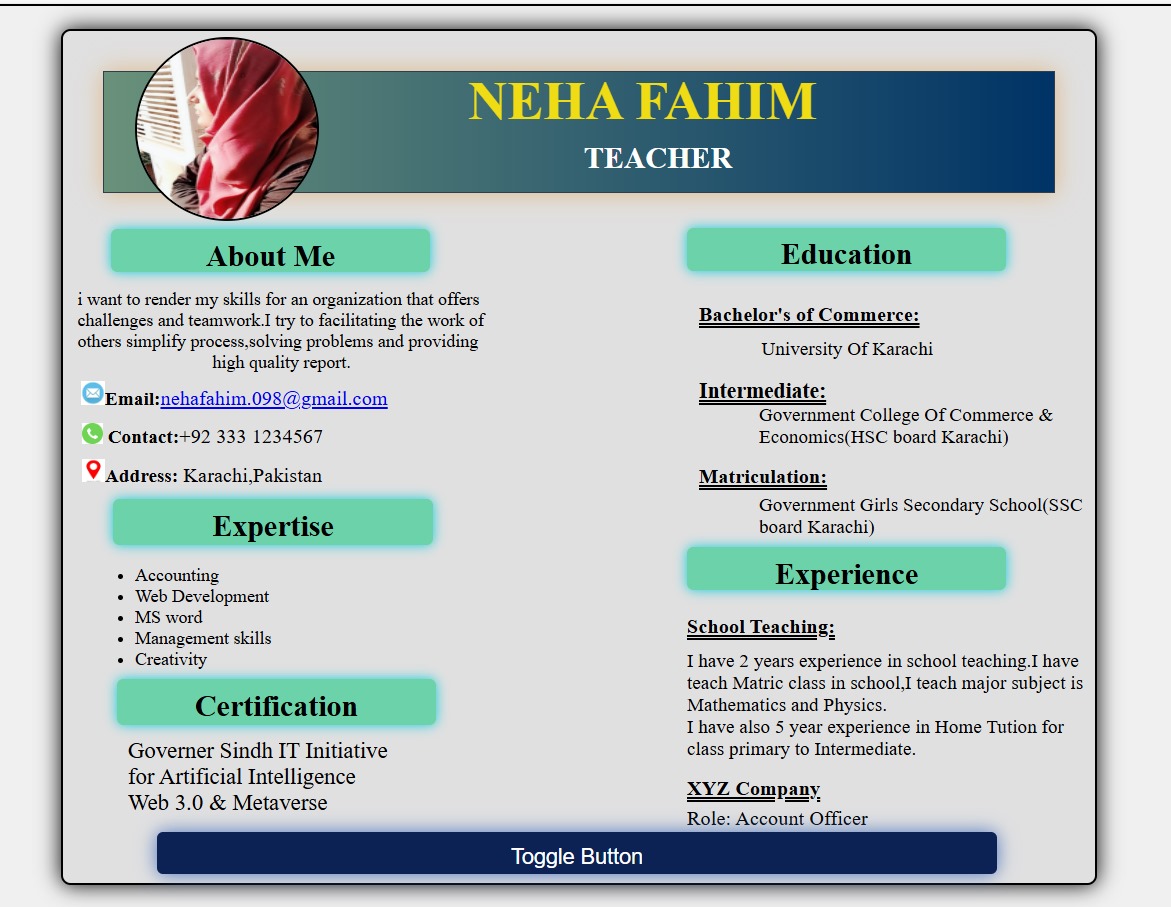 NEHA FAHIM
TEACHER
About Me
i want to render my skills for an organization that offers
challenges and teamwork.I try to facilitating the work of
others simplify process,solving problems and providing
high quality report.
Email:nehafahim.098@gmail.com
Contact:+92 333 1234567
Address: Karachi,Pakistan
Expertise
• Accounting
• Web Development
• MS word
• Management skills
• Creativity
Certification
Governer Sindh IT Initiative
for Artificial Intelligence
Web 3.0 & Metaverse
Education
Bachelor's of Commerce:
University Of Karachi
Intermediate:
Government College Of Commerce &
Economics(HSC board Karachi)
Matriculation:
Government Girls Secondary School(SSC
board Karachi)
Experience
School Teaching:
I have 2 years experience in school teaching.I have
teach Matric class in school,I teach major subject is
Mathematics and Physics.
I have also 5 year experience in Home Tution for
class primary to Intermediate.
XYZ Company
Role: Account Officer
Toggle Button